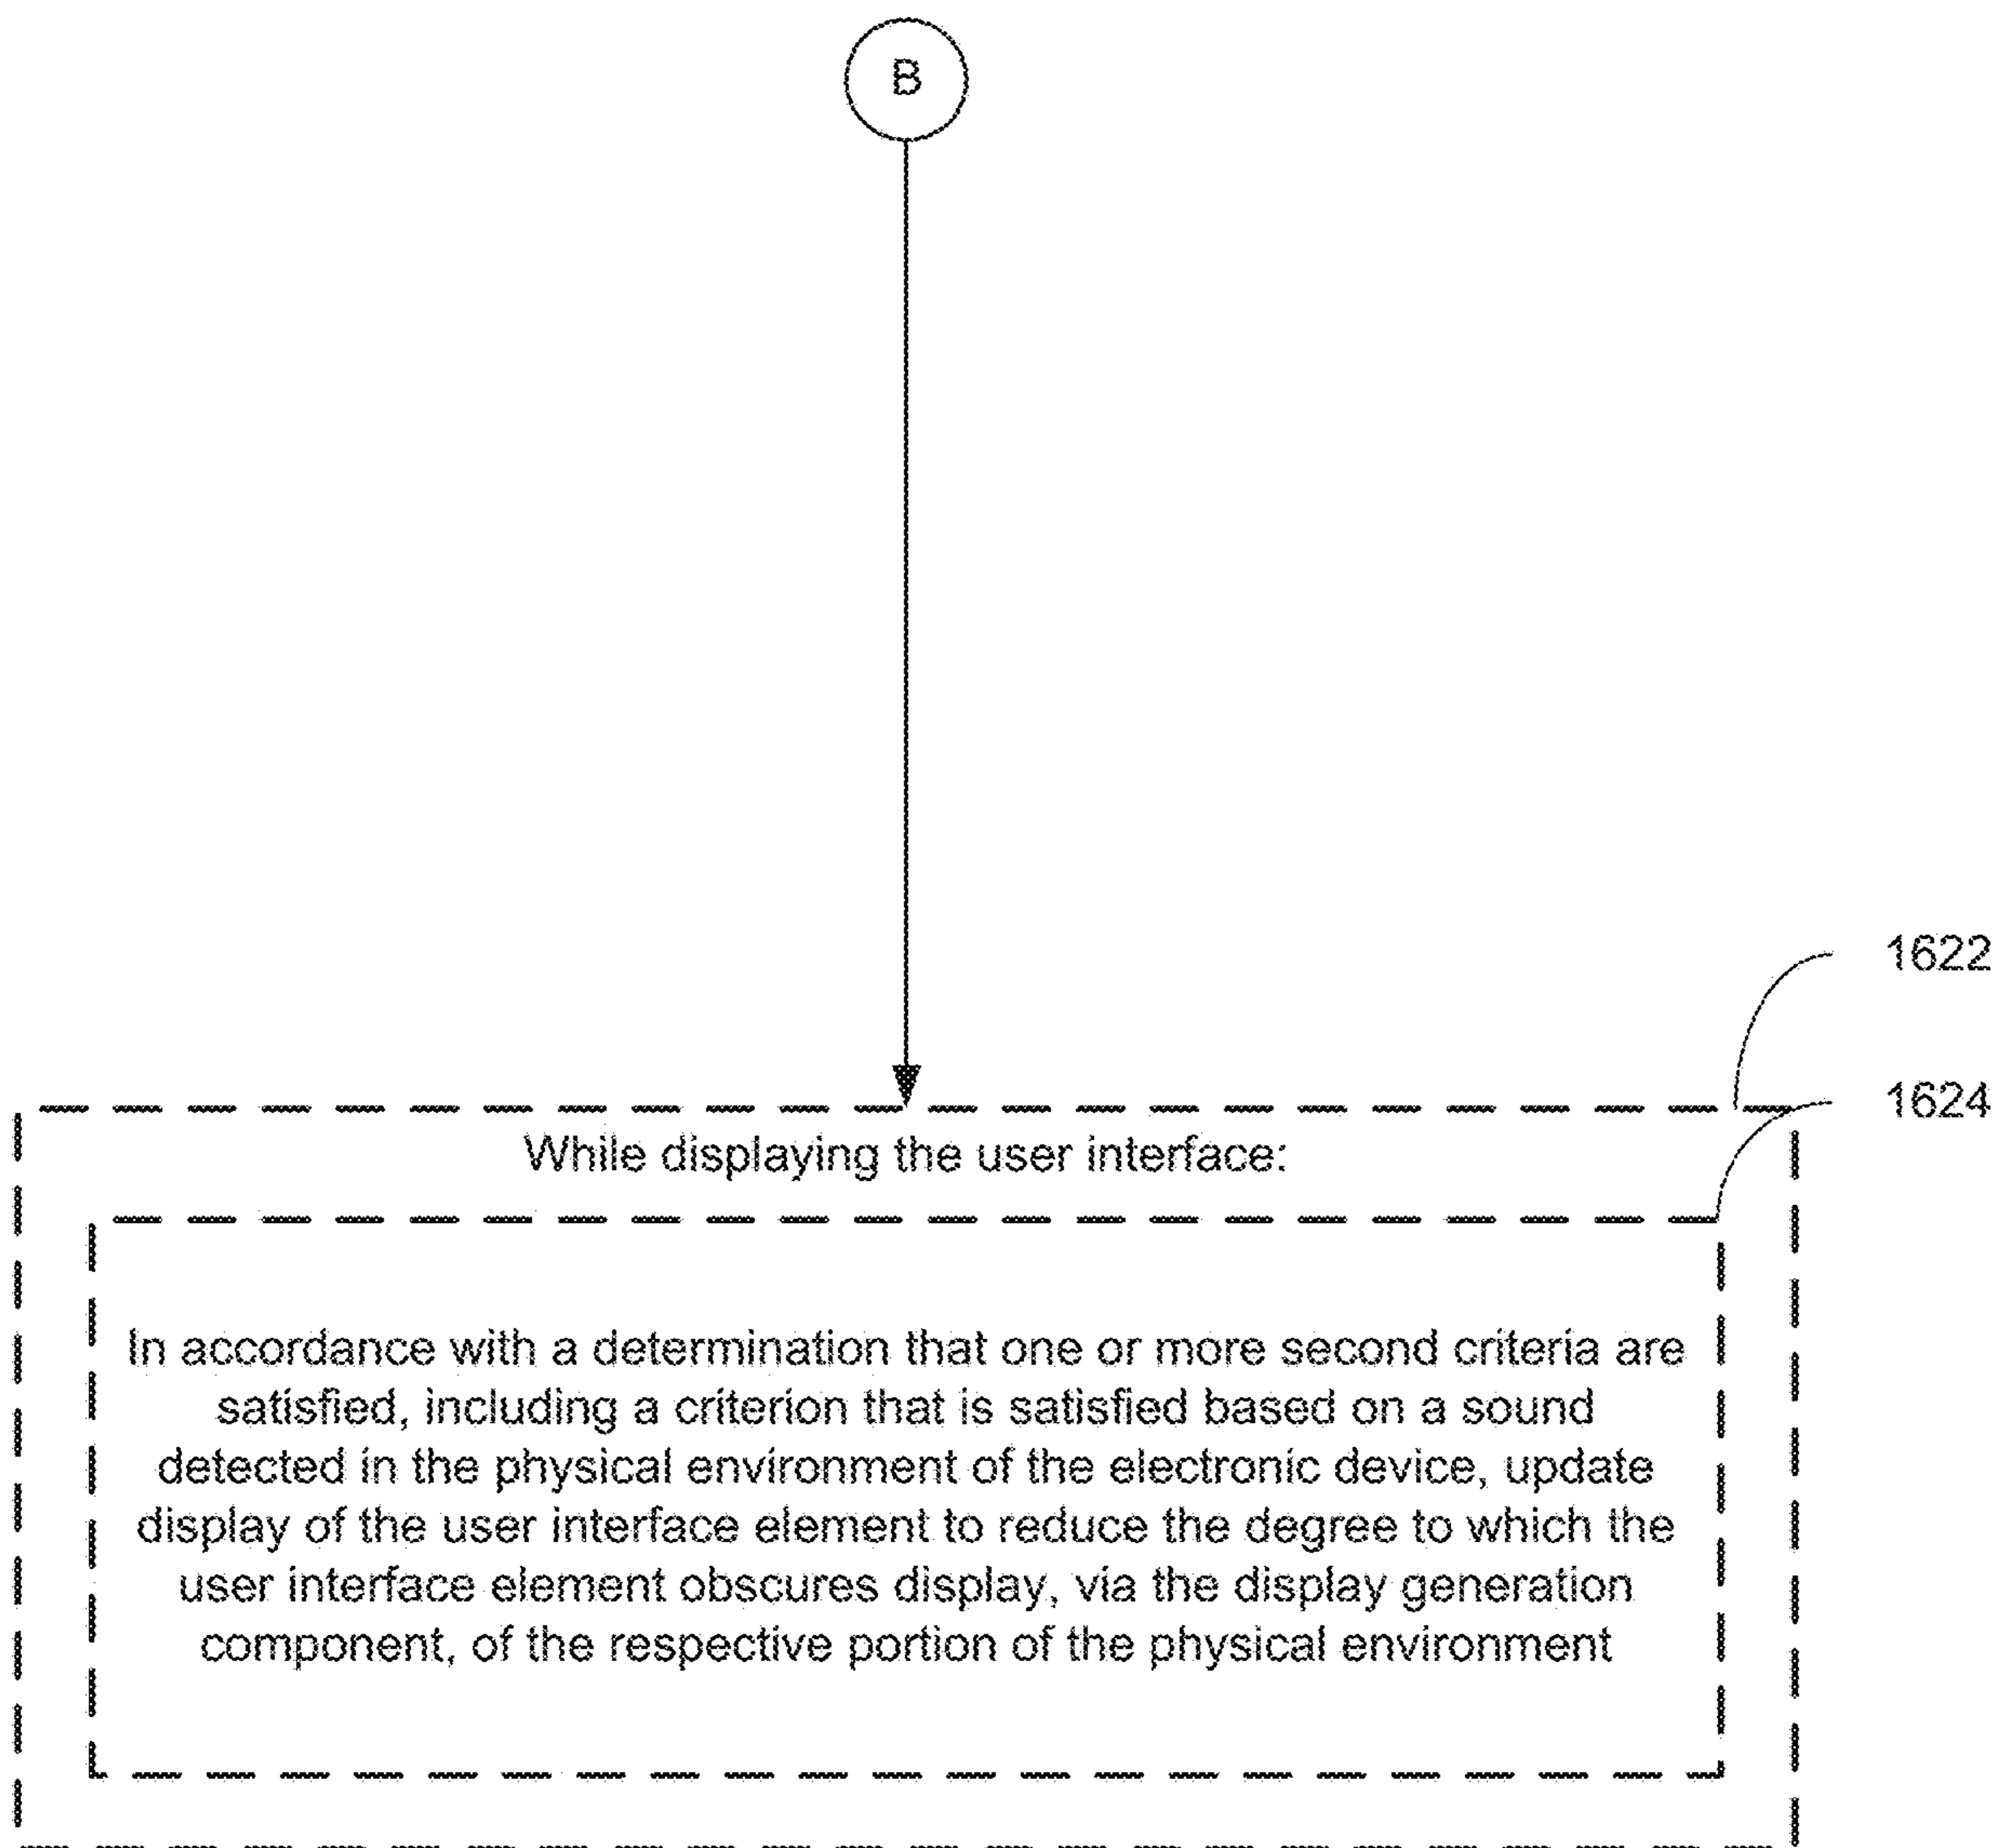 B
1622
1624
While displaying the user interface:
In accordance with a determination that one or more second criteria are
satisfied, including a criterion that is satisfied based on a sound
detected in the physical environment of the electronic device, update
display of the user interface element to reduce the degree to which the
user interface element obscures display, via the display generation
component, of the respective portion of the physical environment